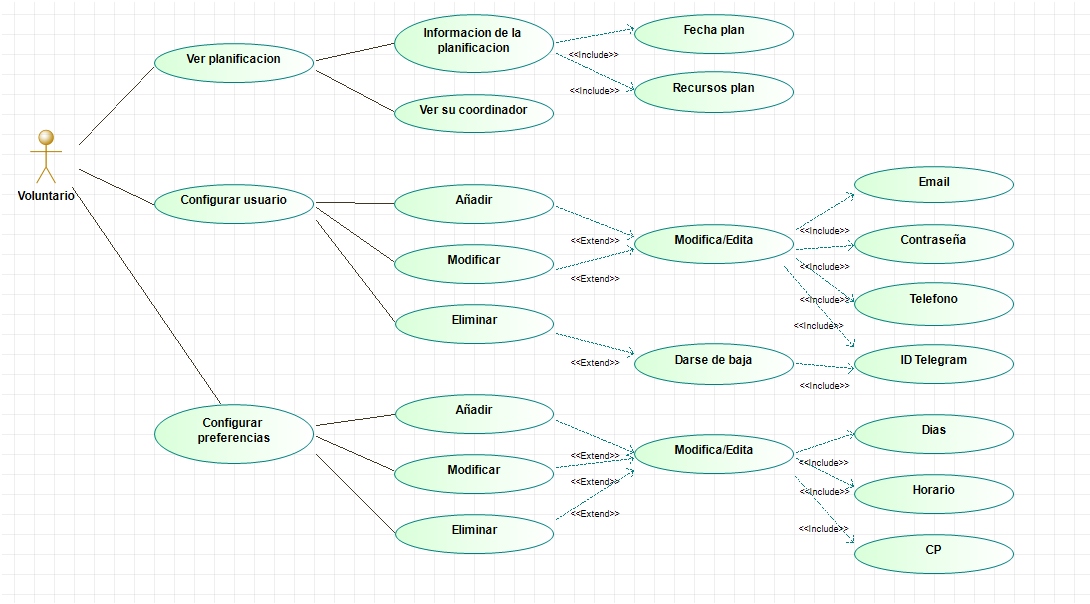 Informacion de la
planificacion
Fecha plan
Ver planificacion
<<Include>>
<<Include>>
Recursos plan
Ver su coordinador
Voluntario
Email
Configurar usuario
Añadir
<<Include>>
<<Extend>>
Modifica/Edita
Contraseña
Modificar
<<Include>>
<<Extend>>
<<Include>>
Telefono
Eliminar
<<Include>>
<<Extend>>
Darse de baja
ID Telegram
<<Include>>
Configurar
preferencias
Añadir
Dias
<<Extend>>
Modifica/Edita
<<Include>>
Modificar
<<Extend>>
<<Include>>
Horario
<<Extend>>
Eliminar
<<Include>>
CP